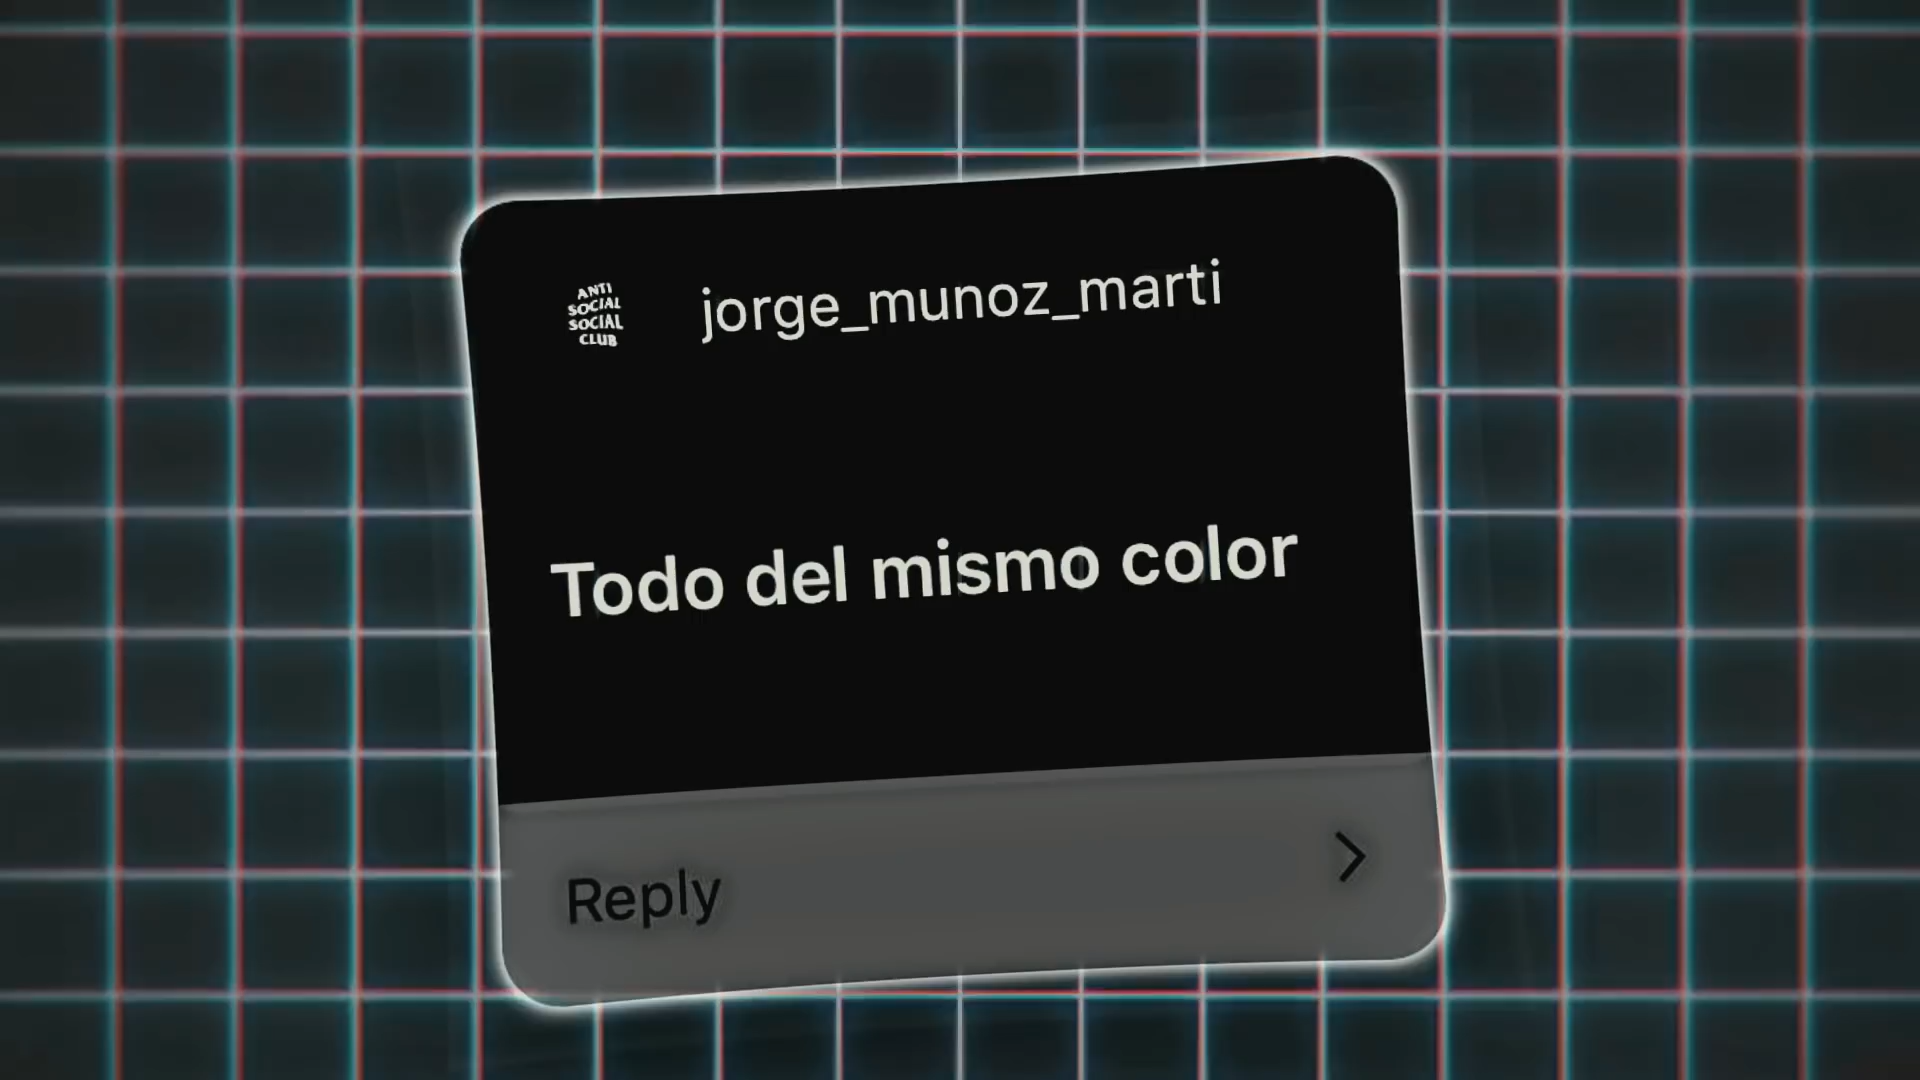 ANTI
SOCIAL
SOCIAL
CLUB
jorge_munoz_marti
Todo del mismo color
Reply